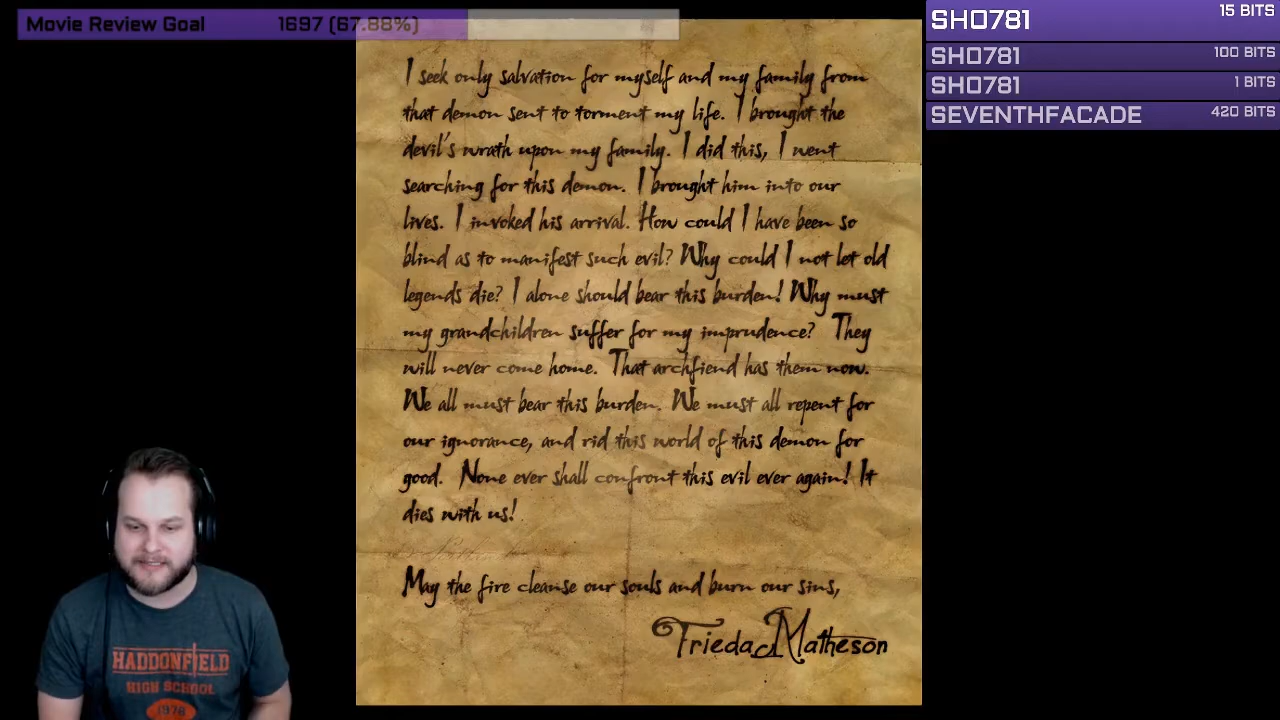 Movie Review Goal 1697 (67.88%)
SHO781 15 BITS
SHO781 100 BITS
SHO781 1 BITS
SEVENTHFACADE 420 BITS
I seek only salvation for myself and my family from
that demon sent to torment my life. I brought the
devil's wrath upon my family. I did this, I went
searching for this demon. I brought him into our
lives. I invoked his arrival. How could I have been so
blind as to manifest such evil? Why could I not let old
legends die? I alone should bear this burden! Why must
my grandchildren suffer for my imprudence? They
will never come home. That archfiend has them now.
We all must bear this burden. We must all repent for
our ignorance, and rid this world of this demon for
good. None ever shall confront this evil ever again! It
dies with us!
May the fire cleanse our souls and burn our sins,
Frieda Matheson
HADDONFIELD
HIGH SCHOOL
1978